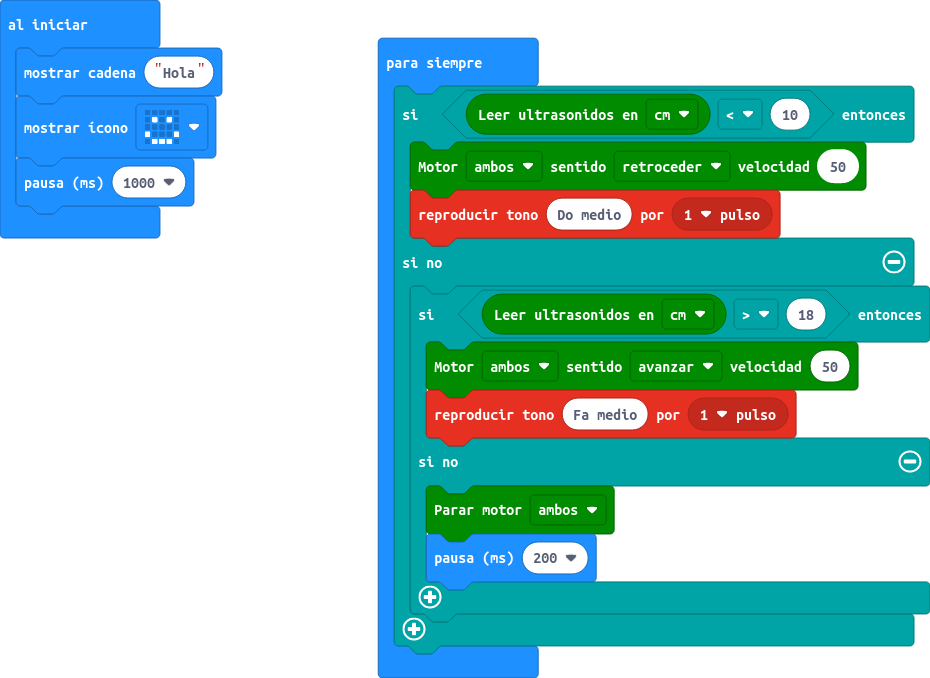 al iniciar
mostrar cadena "Hola"
mostrar icono
pausa (ms) 1000
para siempre
si Leer ultrasonidos en cm < 10 entonces
Motor ambos sentido retroceder velocidad 50
reproducir tono Do medio por 1 pulso
si no
si Leer ultrasonidos en cm > 18 entonces
Motor ambos sentido avanzar velocidad 50
reproducir tono Fa medio por 1 pulso
si no
Parar motor ambos
pausa (ms) 200